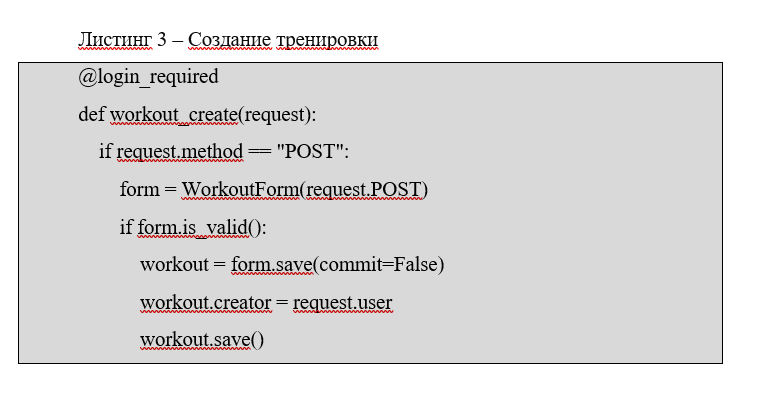 Листинг 3 – Создание тренировки
@login_required
def workout_create(request):
if request.method == "POST":
form = WorkoutForm(request.POST)
if form.is_valid():
workout = form.save(commit=False)
workout.creator = request.user
workout.save()